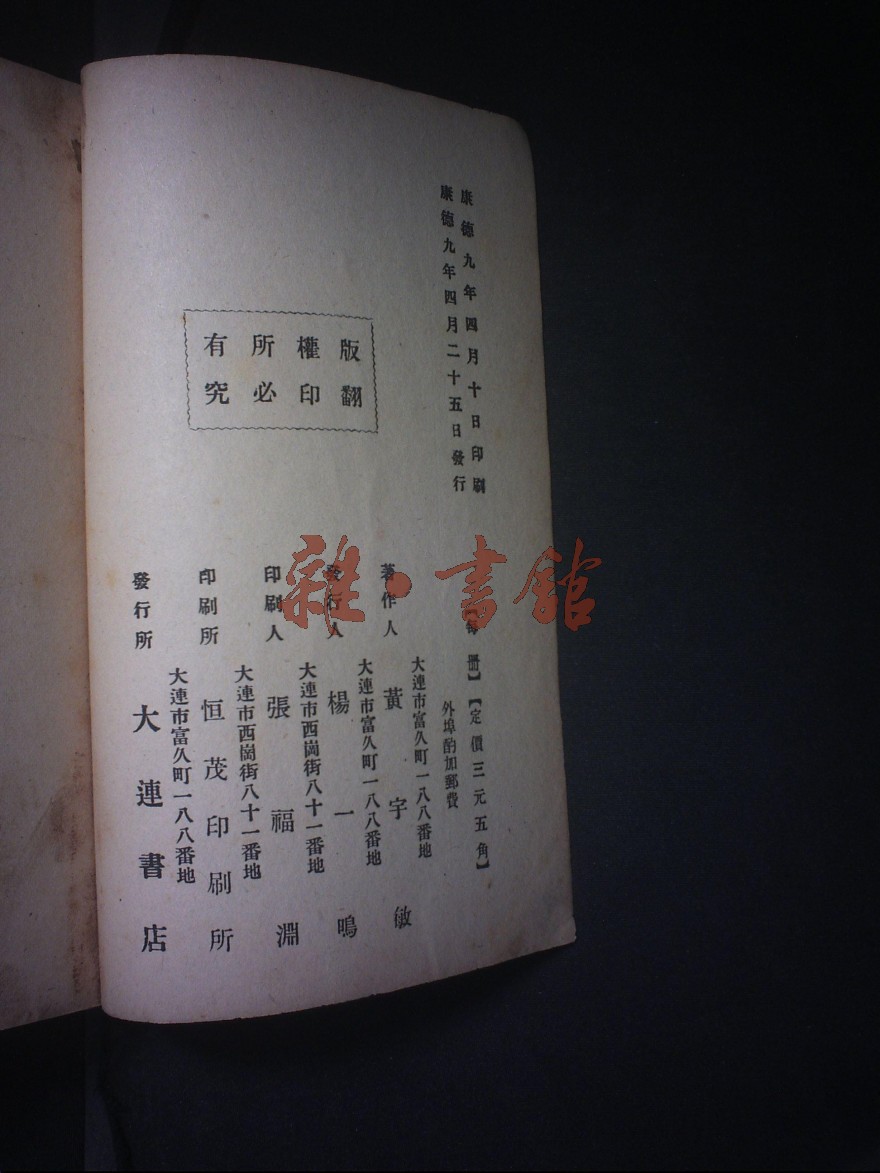 康德九年四月十日印刷
康德九年四月二十五日發行
版權所有
翻印必究
【每冊】【定價三元五角】
外埠酌加郵費
大連市富久町一八八番地
著作人 黃宇敏
大連市富久町一八八番地
發行人 楊一鳴
大連市西崗街八十一番地
印刷人 張福淵
大連市西崗街八十一番地
印刷所 恒茂印刷所
大連市富久町一八八番地
發行所 大連書店
雜·書館